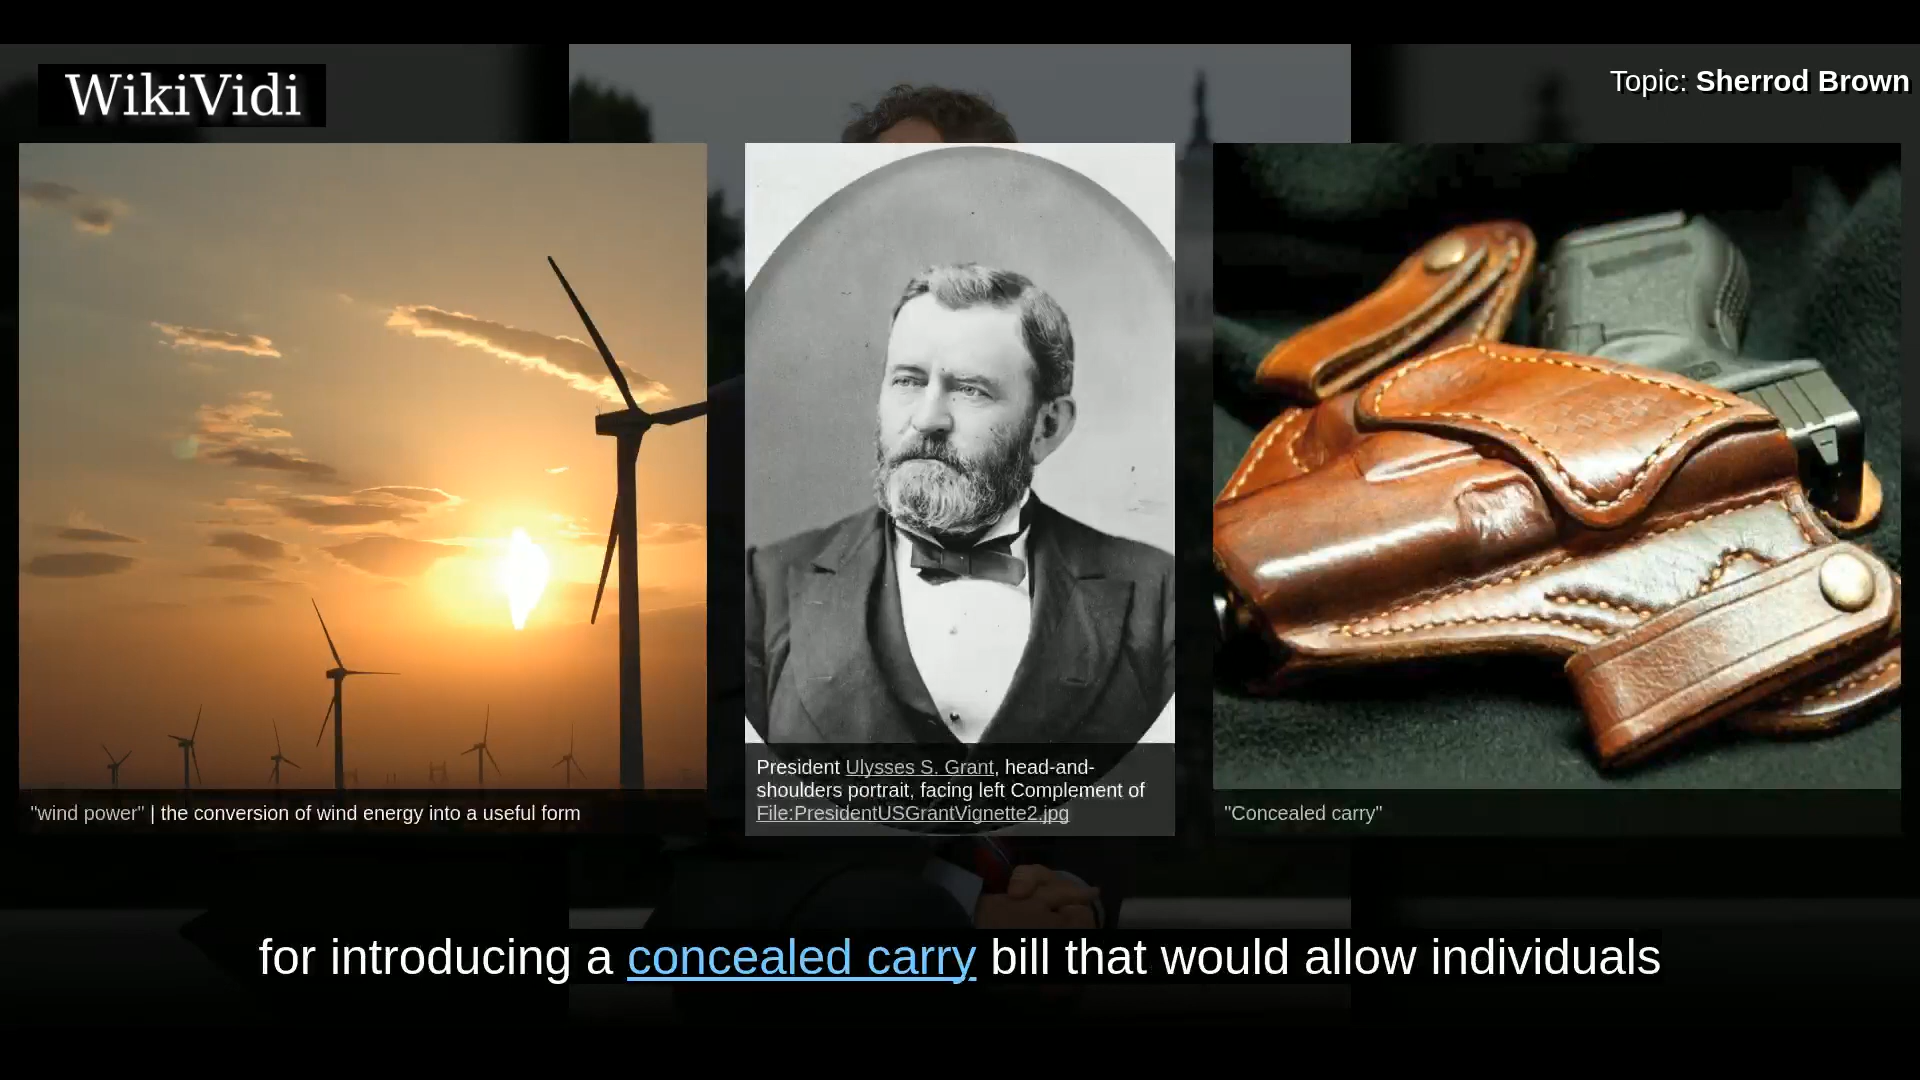 WikiVidi
Topic: Sherrod Brown
"wind power" | the conversion of wind energy into a useful form
President Ulysses S. Grant, head-and-
shoulders portrait, facing left Complement of
File:PresidentUSGrantVignette2.jpg
"Concealed carry"
for introducing a concealed carry bill that would allow individuals